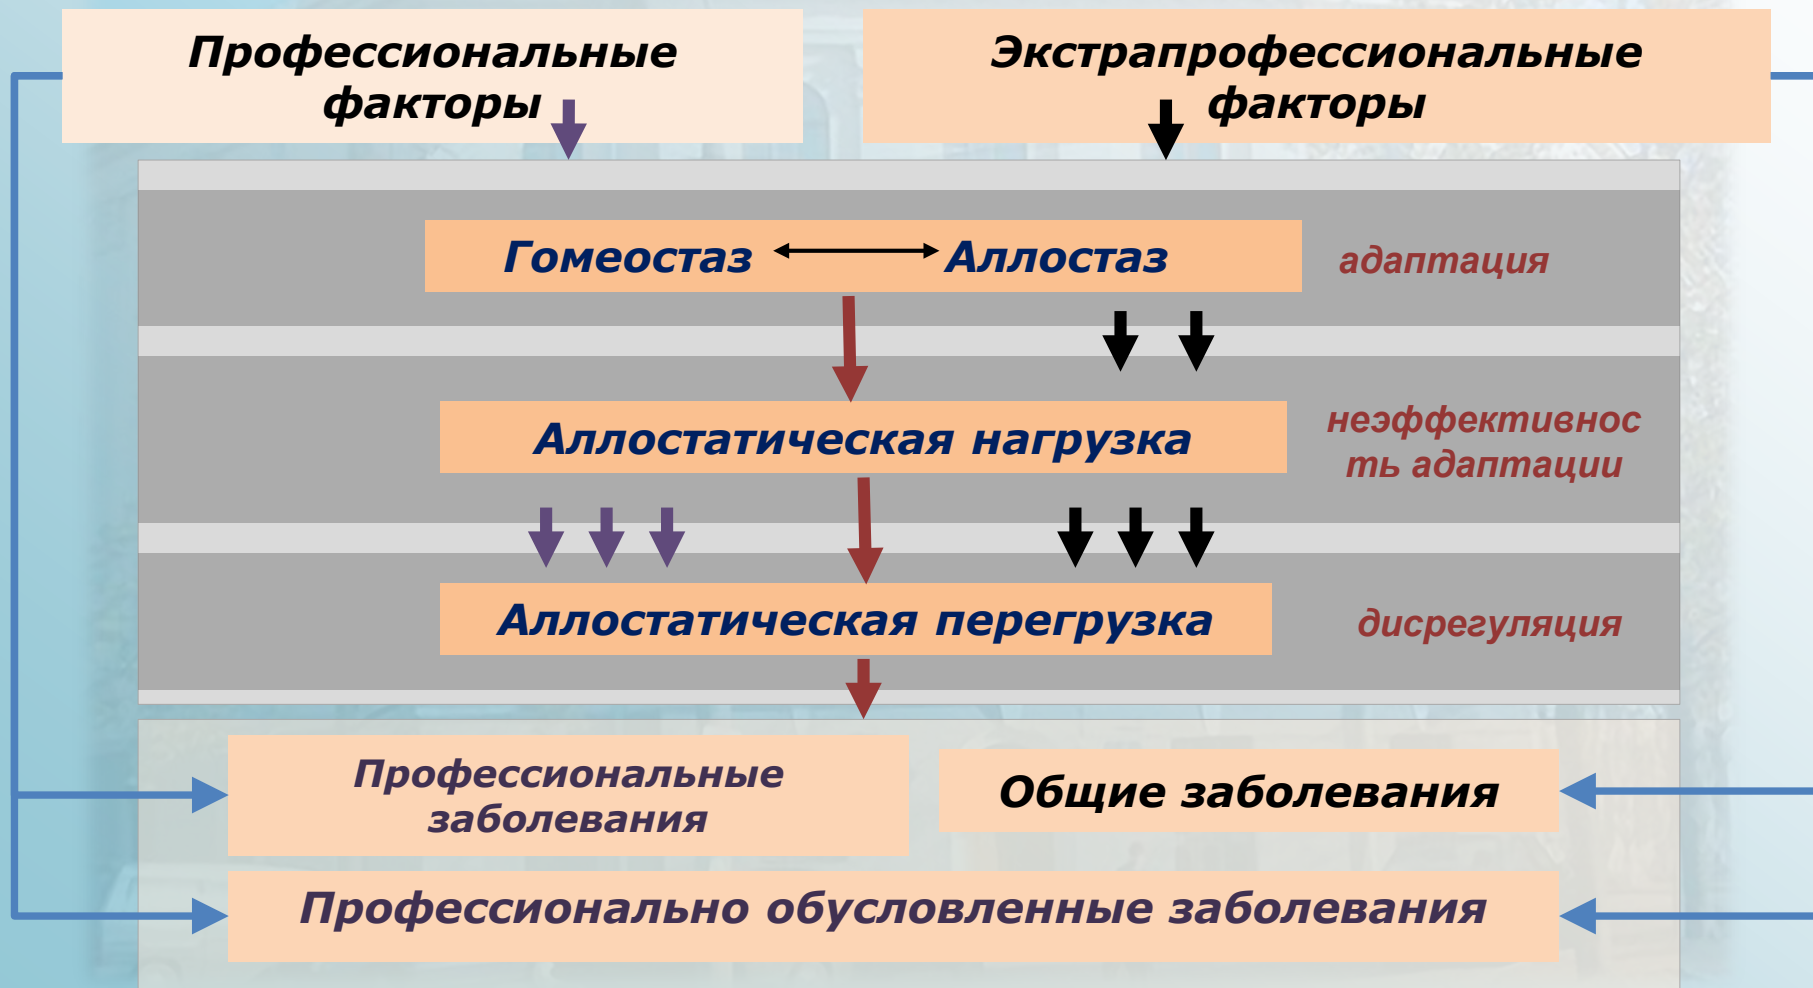 Профессиональные
факторы
Экстрапрофессиональные
факторы
Гомеостаз
Аллостаз
адаптация
Аллостатическая нагрузка
неэффективнос
ть адаптации
Аллостатическая перегрузка
дисрегуляция
Профессиональные
заболевания
Общие заболевания
Профессионально обусловленные заболевания